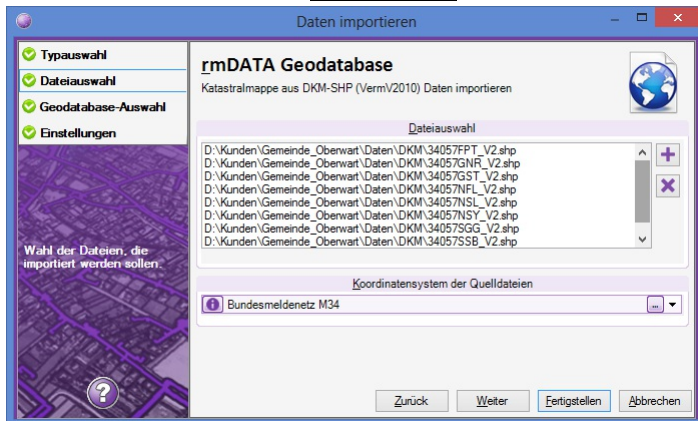 Daten importieren
Typauswahl
Dateiauswahl
Geodatabase-Auswahl
Einstellungen
Wahl der Dateien, die
importiert werden sollen.
rmDATA Geodatabase
Katastralmappe aus DKM-SHP (VermV2010) Daten importieren
Dateiauswahl
D:\Kunden\Gemeinde_Oberwart\Daten\DKM\34057FPT_V2.shp
D:\Kunden\Gemeinde_Oberwart\Daten\DKM\34057GNR_V2.shp
D:\Kunden\Gemeinde_Oberwart\Daten\DKM\34057GST_V2.shp
D:\Kunden\Gemeinde_Oberwart\Daten\DKM\34057NFL_V2.shp
D:\Kunden\Gemeinde_Oberwart\Daten\DKM\34057NSL_V2.shp
D:\Kunden\Gemeinde_Oberwart\Daten\DKM\34057NSY_V2.shp
D:\Kunden\Gemeinde_Oberwart\Daten\DKM\34057SGG_V2.shp
D:\Kunden\Gemeinde_Oberwart\Daten\DKM\34057SSB_V2.shp
Koordinatensystem der Quelldateien
Bundesmeldenetz M34
...
?
Zurück Weiter Fertigstellen Abbrechen